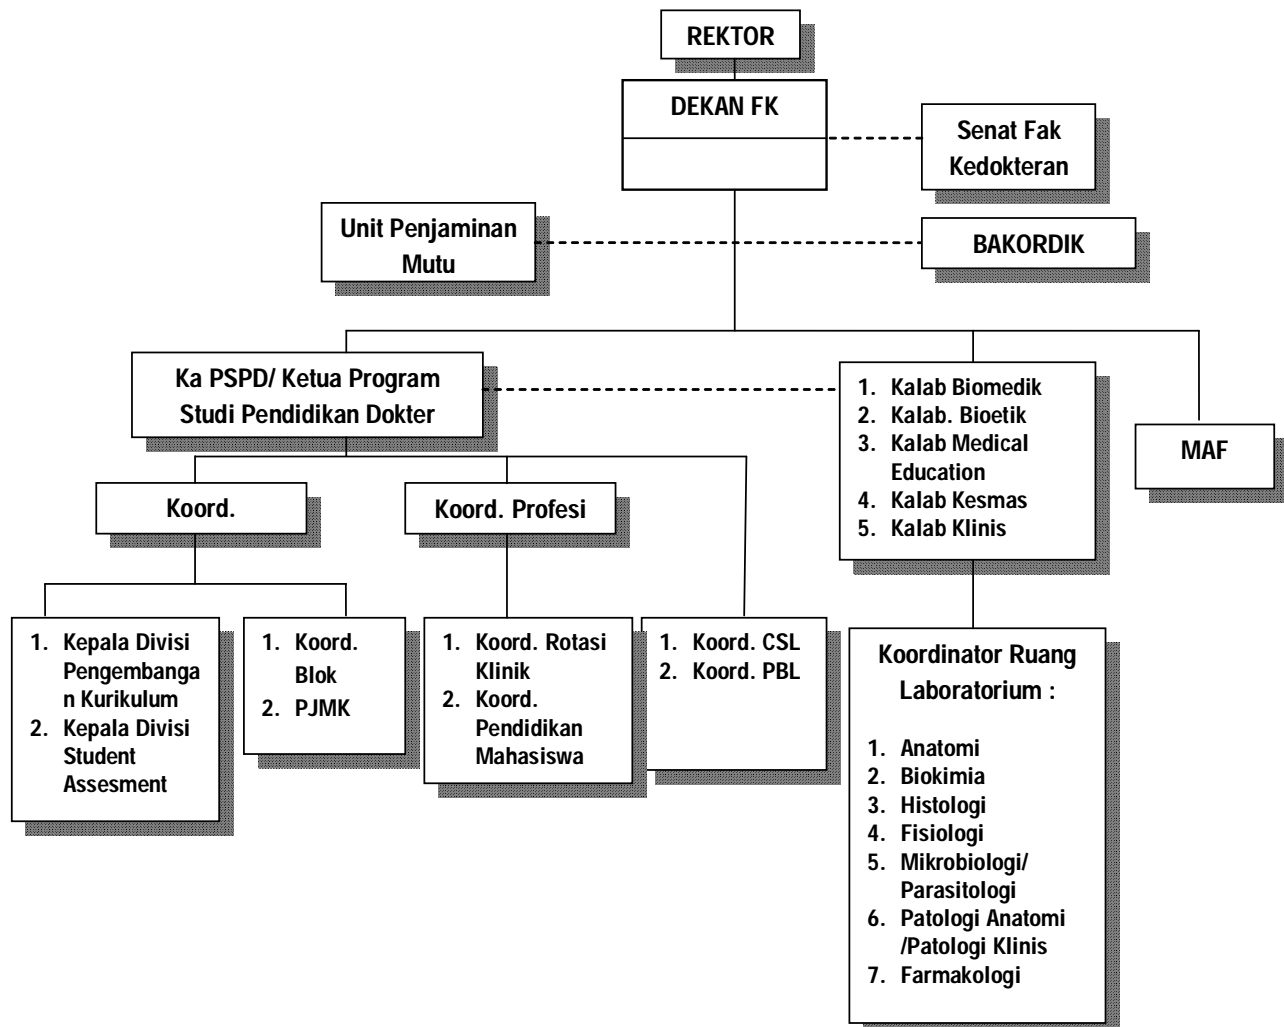 REKTOR
DEKAN FK
Senat Fak
Kedokteran
Unit Penjaminan
Mutu
BAKORDIK
Ka PSPD/ Ketua Program
Studi Pendidikan Dokter
1. Kalab Biomedik
2. Kalab. Bioetik
3. Kalab Medical
Education
4. Kalab Kesmas
5. Kalab Klinis
MAF
Koord.
Koord. Profesi
1. Kepala Divisi
Pengembanga
n Kurikulum
2. Kepala Divisi
Student
Assesment
1. Koord.
Blok
2. PJMK
1. Koord. Rotasi
Klinik
2. Koord.
Pendidikan
Mahasiswa
1. Koord. CSL
2. Koord. PBL
Koordinator Ruang
Laboratorium :
1. Anatomi
2. Biokimia
3. Histologi
4. Fisiologi
5. Mikrobiologi/
Parasitologi
6. Patologi Anatomi
/Patologi Klinis
7. Farmakologi